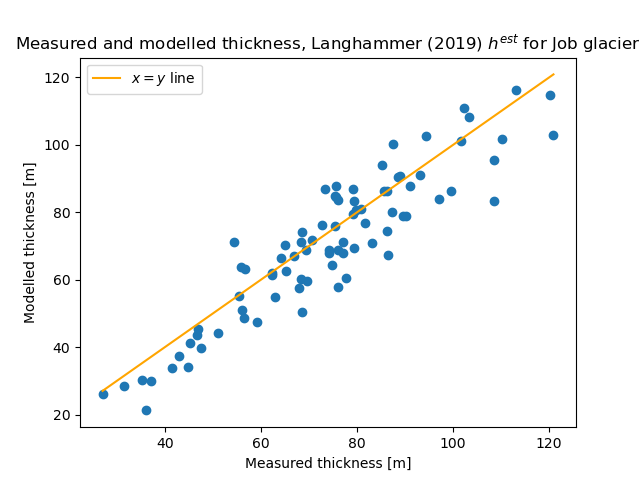 Measured and modelled thickness, Langhammer (2019) h^est for Job glacier
x = y line
120
100
80
60
40
20
Modelled thickness [m]
40 60 80 100 120
Measured thickness [m]